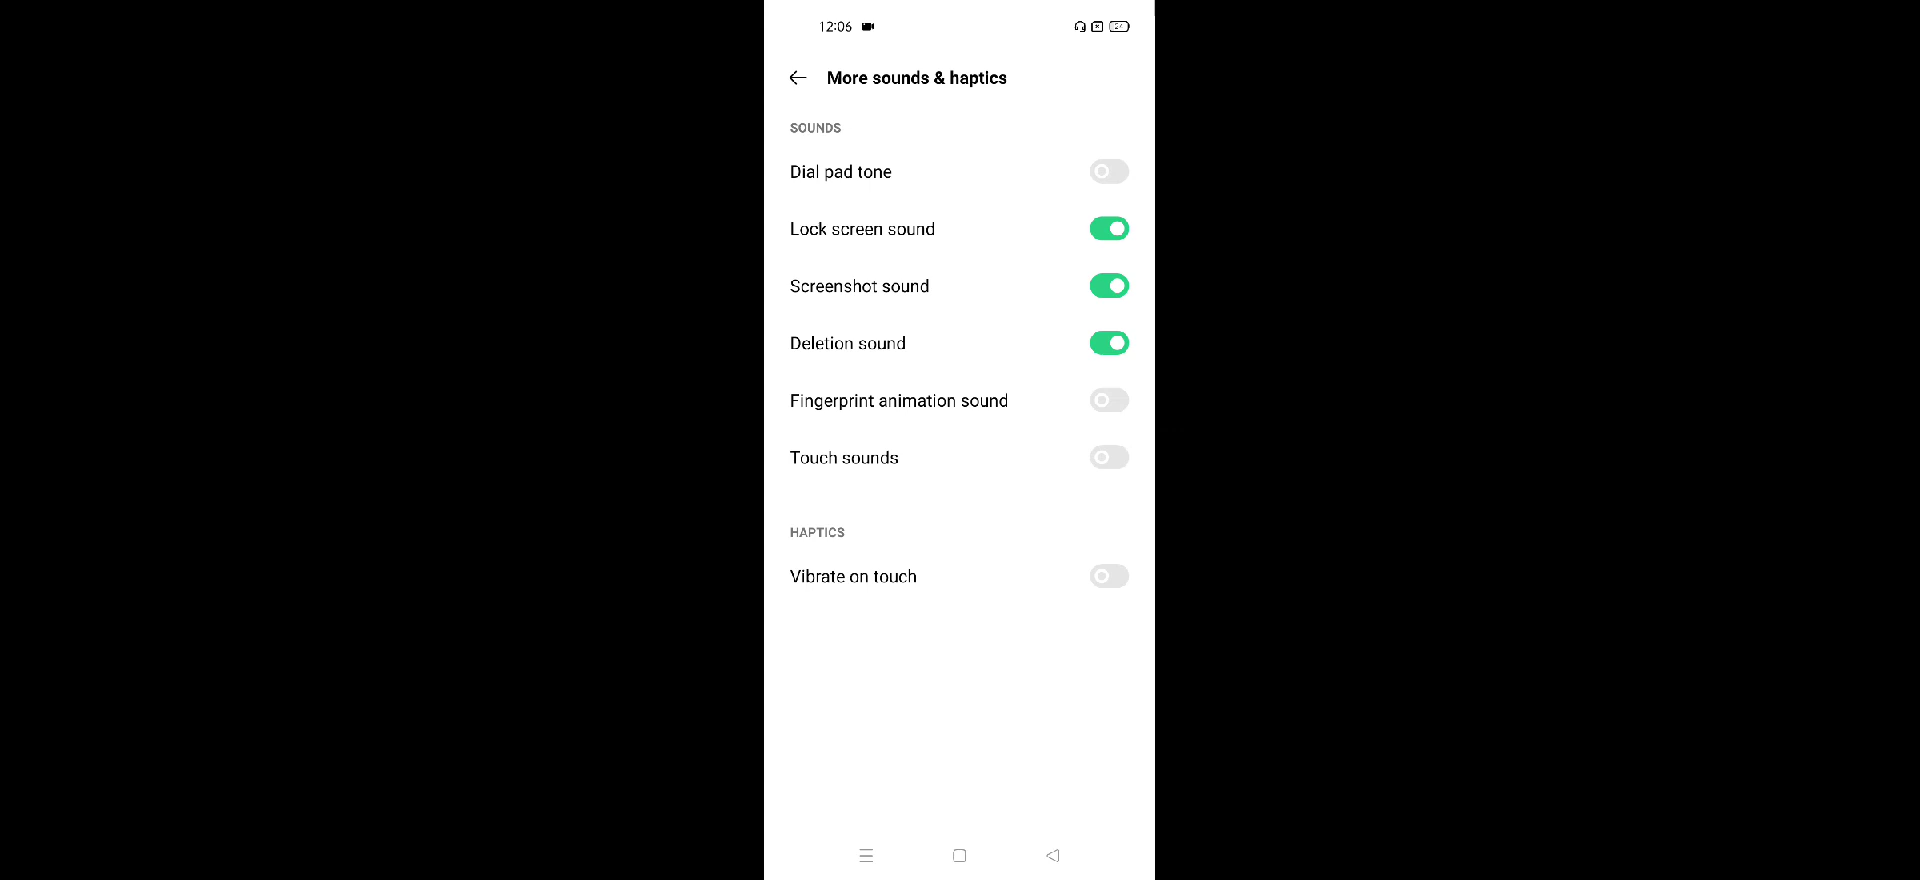 12:06
More sounds & haptics
SOUNDS
Dial pad tone
Lock screen sound
Screenshot sound
Deletion sound
Fingerprint animation sound
Touch sounds
HAPTICS
Vibrate on touch